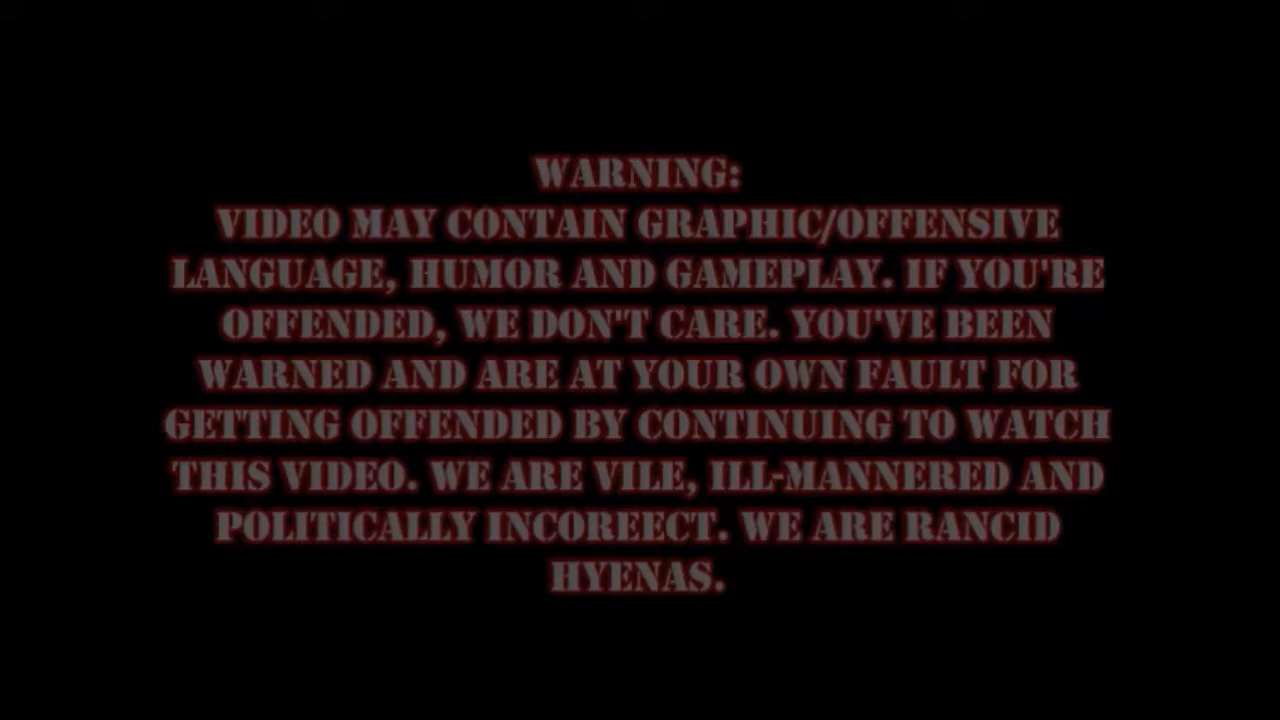 WARNING:
VIDEO MAY CONTAIN GRAPHIC/OFFENSIVE
LANGUAGE, HUMOR AND GAMEPLAY. IF YOU'RE
OFFENDED, WE DON'T CARE. YOU'VE BEEN
WARNED AND ARE AT YOUR OWN FAULT FOR
GETTING OFFENDED BY CONTINUING TO WATCH
THIS VIDEO. WE ARE VILE, ILL-MANNERED AND
POLITICALLY INCOREECT. WE ARE RANCID
HYENAS.